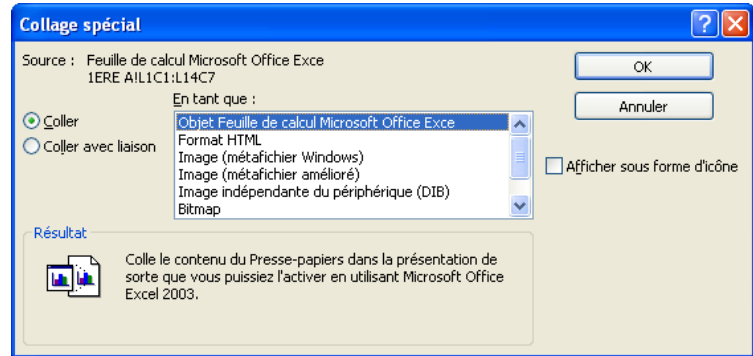 Collage spécial
Source : Feuille de calcul Microsoft Office Exce
1ERE A!L1C1:L14C7
OK
Annuler
En tant que :
Coller
Coller avec liaison
Objet Feuille de calcul Microsoft Office Exce
Format HTML
Image (métafichier Windows)
Image (métafichier amélioré)
Image indépendante du périphérique (DIB)
Bitmap
Afficher sous forme d'icône
Résultat
Colle le contenu du Presse-papiers dans la présentation de
sorte que vous puissiez l'activer en utilisant Microsoft Office
Excel 2003.